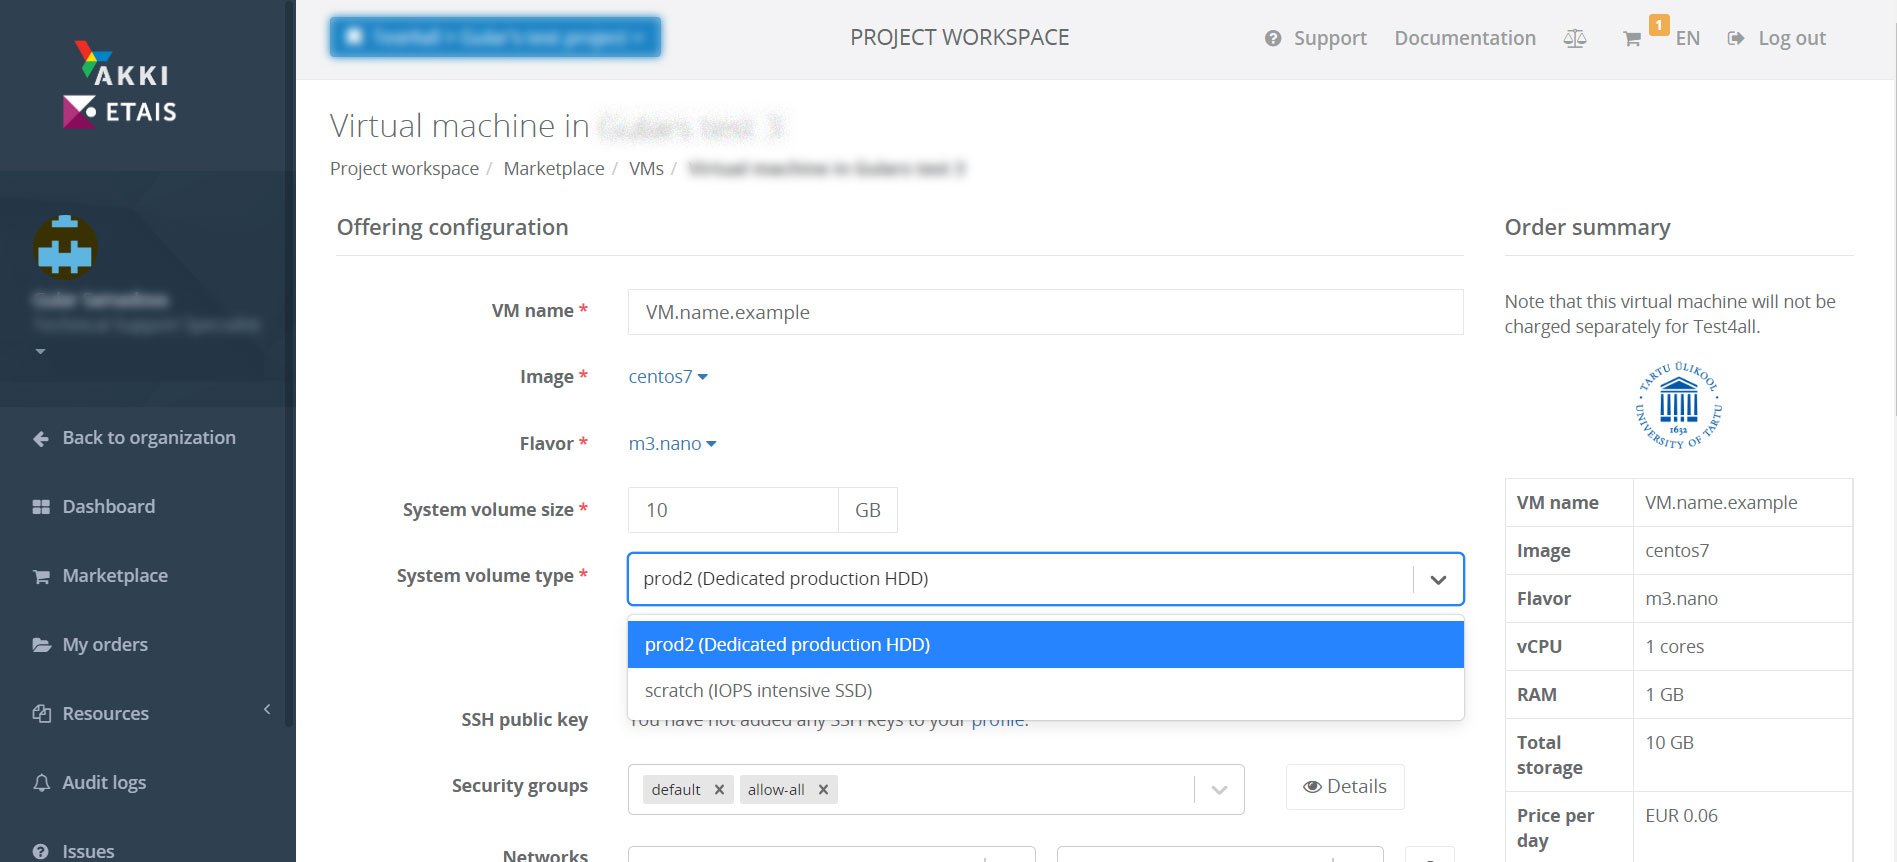 AKKI
ETAIS
Back to organization
Dashboard
Marketplace
My orders
Resources
Audit logs
Issues
PROJECT WORKSPACE
Support
Documentation
1
EN
Log out
Virtual machine in
Project workspace / Marketplace / VMs /
Offering configuration
VM name *
VM.name.example
Image *
centos7
Flavor *
m3.nano
System volume size *
10 GB
System volume type *
prod2 (Dedicated production HDD)
prod2 (Dedicated production HDD)
scratch (IOPS intensive SSD)
SSH public key
You have not added any SSH keys to your profile.
Security groups
default allow-all
Details
Networks
Order summary
Note that this virtual machine will not be
charged separately for Test4all.
TARTU ÜLIKOOL
1632
UNIVERSITY OF TARTU
VM name VM.name.example
Image centos7
Flavor m3.nano
vCPU 1 cores
RAM 1 GB
Total
storage
10 GB
Price per
day
EUR 0.06